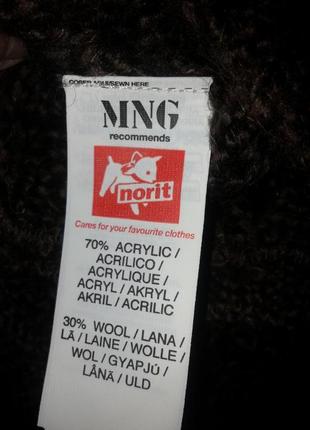 COSER AQUI/SEWN HERE
MNG
recommends
norit
Cares for your favourite clothes
70% ACRYLIC /
ACRILICO /
ACRYLIQUE /
ACRYL / AKRYL /
AKRIL / ACRILIC
30% WOOL / LANA /
LÃ / LAINE / WOLLE /
WOL / GYAPJÚ /
LÂNĂ / ULD